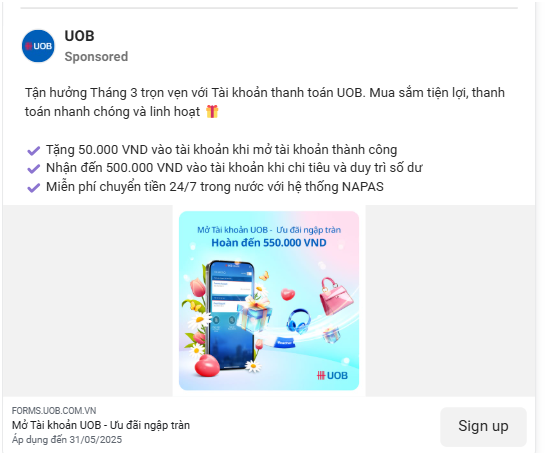 UOB
UOB
Sponsored
Tận hưởng Tháng 3 trọn vẹn với Tài khoản thanh toán UOB. Mua sắm tiện lợi, thanh
toán nhanh chóng và linh hoạt 🎁
✔ Tặng 50.000 VND vào tài khoản khi mở tài khoản thành công
✔ Nhận đến 500.000 VND vào tài khoản khi chi tiêu và duy trì số dư
✔ Miễn phí chuyển tiền 24/7 trong nước với hệ thống NAPAS
Mở Tài khoản UOB - Ưu đãi ngập tràn
Hoàn đến 550.000 VND
UOB
FORMS.UOB.COM.VN
Mở Tài khoản UOB - Ưu đãi ngập tràn
Áp dụng đến 31/05/2025
Sign up